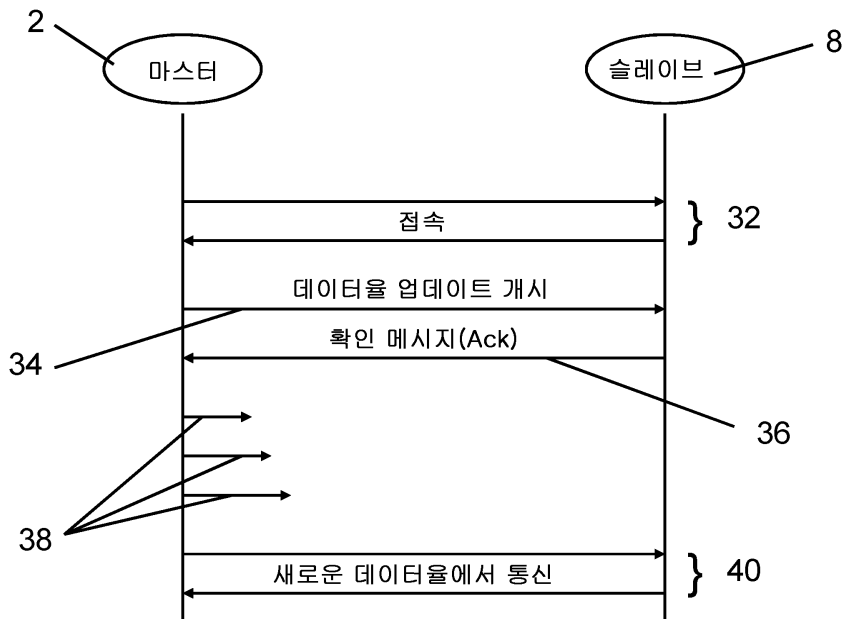 2
마스터
슬레이브
8
접속
32
데이터율 업데이트 개시
34
확인 메시지(Ack)
36
38
새로운 데이터율에서 통신
40